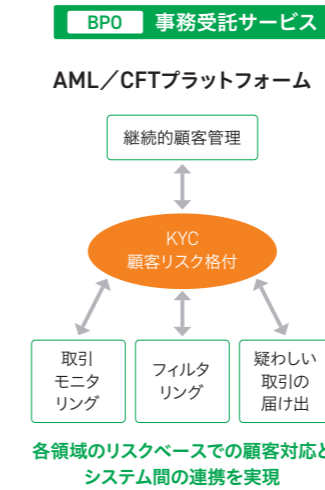 BPO 事務受託サービス
AML／CFTプラットフォーム
継続的顧客管理
KYC
顧客リスク格付
取引
モニタ
リング
フィルタ
リング
疑わしい
取引の
届け出
各領域のリスクベースでの顧客対応と
システム間の連携を実現